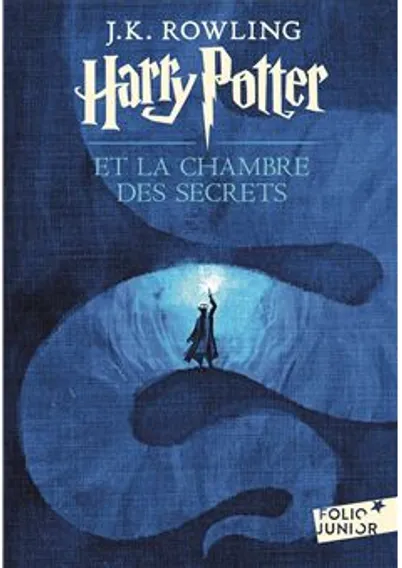 J.K. ROWLING
Harry Potter
ET LA CHAMBRE
DES SECRETS
FOLIO
JUNIOR